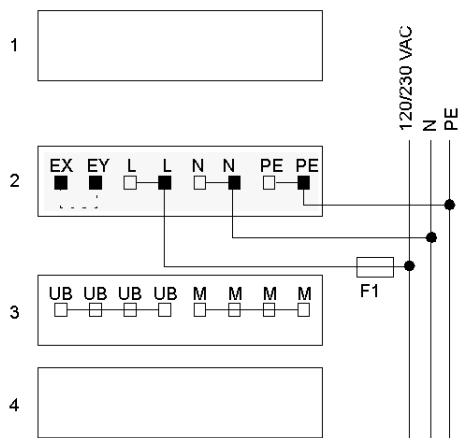 1
120/230 VAC
N
PE
2
EX EY L L N N PE PE
F1
3
UB UB UB UB M M M M
4